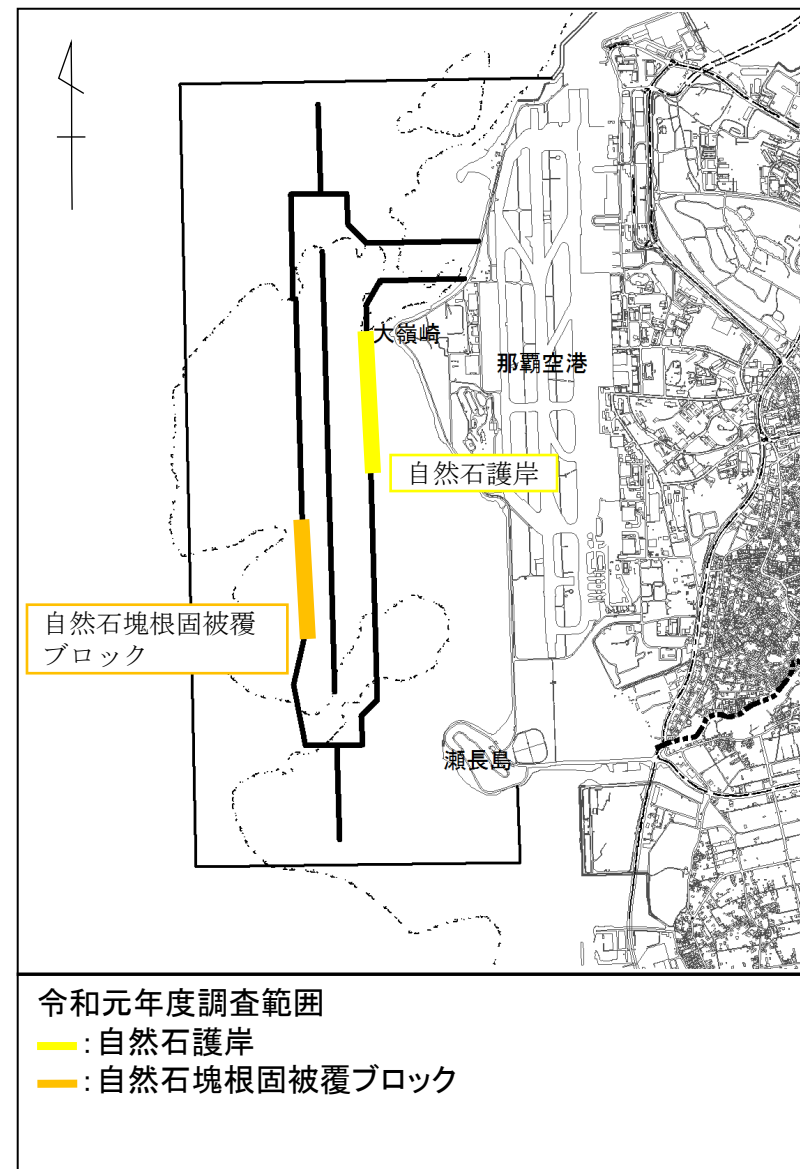 大嶺崎
那覇空港
自然石護岸
自然石塊根固被覆
ブロック
瀬長島
令和元年度調査範囲
:自然石護岸
:自然石塊根固被覆ブロック